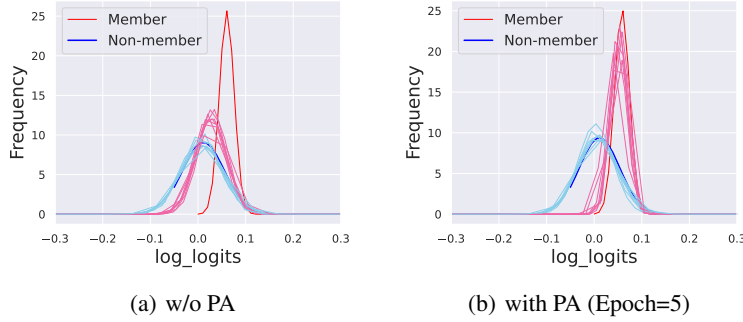 Member
Non-member
Frequency
25
20
15
10
5
0
−0.3 −0.2 −0.1 0.0 0.1 0.2 0.3
log_logits
(a) w/o PA
Member
Non-member
Frequency
25
20
15
10
5
0
−0.3 −0.2 −0.1 0.0 0.1 0.2 0.3
log_logits
(b) with PA (Epoch=5)